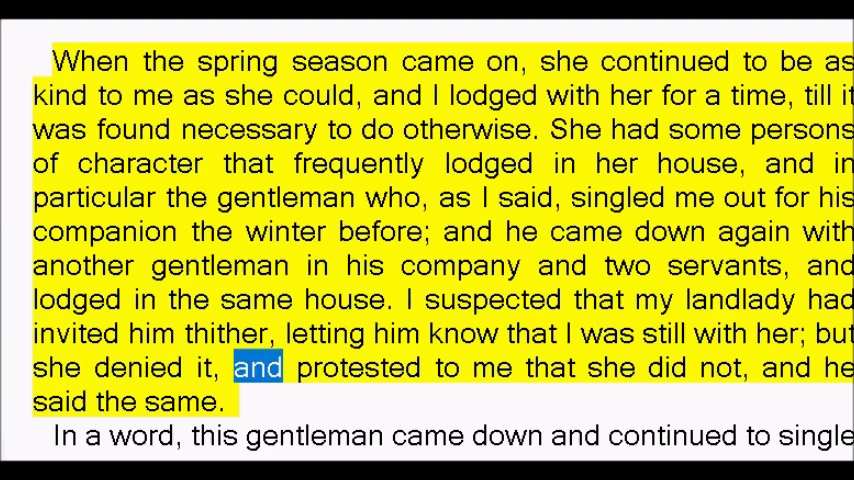 When the spring season came on, she continued to be as
kind to me as she could, and I lodged with her for a time, till it
was found necessary to do otherwise. She had some persons
of character that frequently lodged in her house, and in
particular the gentleman who, as I said, singled me out for his
companion the winter before; and he came down again with
another gentleman in his company and two servants, and
lodged in the same house. I suspected that my landlady had
invited him thither, letting him know that I was still with her; but
she denied it, and protested to me that she did not, and he
said the same.
In a word, this gentleman came down and continued to single